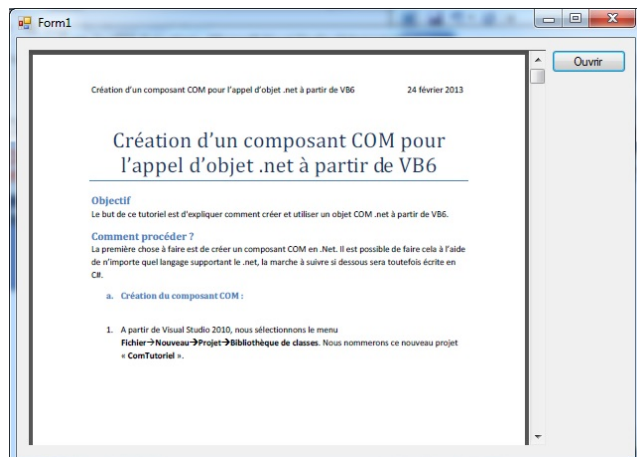 Form1
Ouvrir
Création d'un composant COM pour l'appel d'objet .net à partir de VB6 24 février 2013
Création d'un composant COM pour
l'appel d'objet .net à partir de VB6
Objectif
Le but de ce tutoriel est d'expliquer comment créer et utiliser un objet COM .net à partir de VB6.
Comment procéder ?
La première chose à faire est de créer un composant COM en .Net. Il est possible de faire cela à l'aide
de n'importe quel langage supportant le .net, la marche à suivre si dessous sera toutefois écrite en
C#.
a. Création du composant COM :
1. A partir de Visual Studio 2010, nous sélectionnons le menu
Fichier→Nouveau→Projet→Bibliothèque de classes. Nous nommerons ce nouveau projet
« ComTutoriel ».